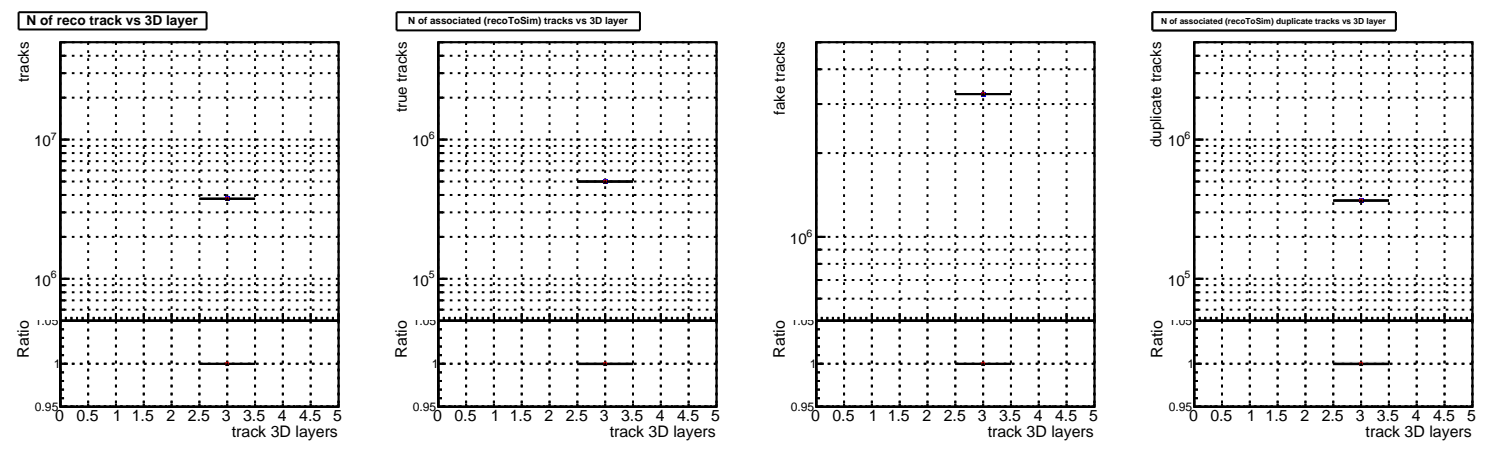 N of reco track vs 3D layer
tracks
10^7
10^6
Ratio
1.05
1
0.95
0 0.5 1 1.5 2 2.5 3 3.5 4 4.5 5
track 3D layers
N of associated (recoToSim) tracks vs 3D layer
true tracks
10^6
10^5
Ratio
1.05
1
0.95
0 0.5 1 1.5 2 2.5 3 3.5 4 4.5 5
track 3D layers
fake tracks
10^6
Ratio
1.05
1
0.95
0 0.5 1 1.5 2 2.5 3 3.5 4 4.5 5
track 3D layers
N of associated (recoToSim) duplicate tracks vs 3D layer
duplicate tracks
10^6
10^5
Ratio
1.05
1
0.95
0 0.5 1 1.5 2 2.5 3 3.5 4 4.5 5
track 3D layers